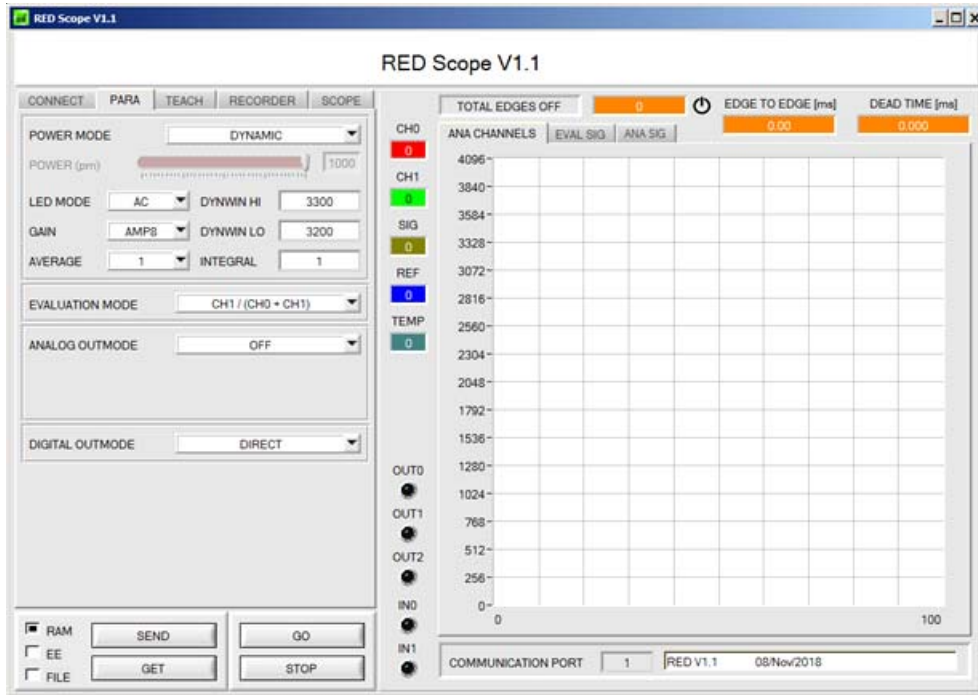 RED Scope V1.1
RED Scope V1.1
CONNECT PARA TEACH RECORDER SCOPE
POWER MODE DYNAMIC
POWER (pm) 1000
LED MODE AC DYNWIN HI 3300
GAIN AMP8 DYNWIN LO 3200
AVERAGE 1 INTEGRAL 1
EVALUATION MODE CH1 / (CH0 + CH1)
ANALOG OUTMODE OFF
DIGITAL OUTMODE DIRECT
RAM SEND GO
EE
FILE GET STOP
CH0
0
CH1
0
SIG
0
REF
0
TEMP
0
OUT0
OUT1
OUT2
IN0
IN1
TOTAL EDGES OFF 0 EDGE TO EDGE [ms] DEAD TIME [ms]
0.00 0.000
ANA CHANNELS EVAL SIG ANA SIG
4096
3840
3584
3328
3072
2816
2560
2304
2048
1792
1536
1280
1024
768
512
256
0
0 100
COMMUNICATION PORT 1 RED V1.1 08/Nov/2018